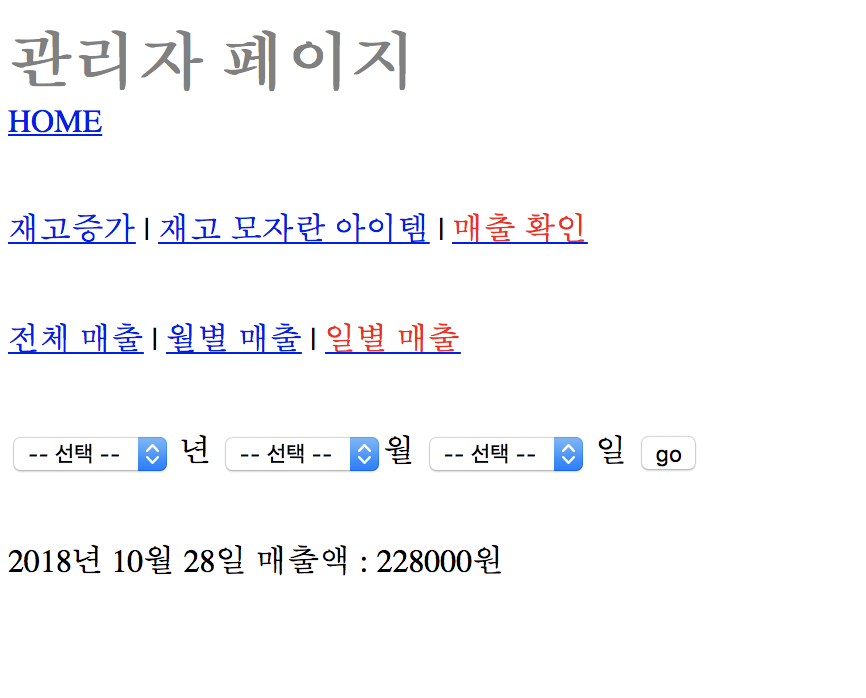 관리자 페이지
HOME
재고증가 | 재고 모자란 아이템 | 매출 확인
전체 매출 | 월별 매출 | 일별 매출
-- 선택 -- 년 -- 선택 -- 월 -- 선택 -- 일 go
2018년 10월 28일 매출액 : 228000원